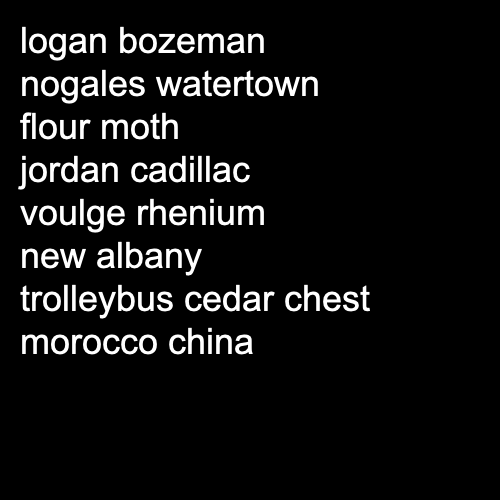 logan bozeman
nogales watertown
flour moth
jordan cadillac
voulge rhenium
new albany
trolleybus cedar chest
morocco china